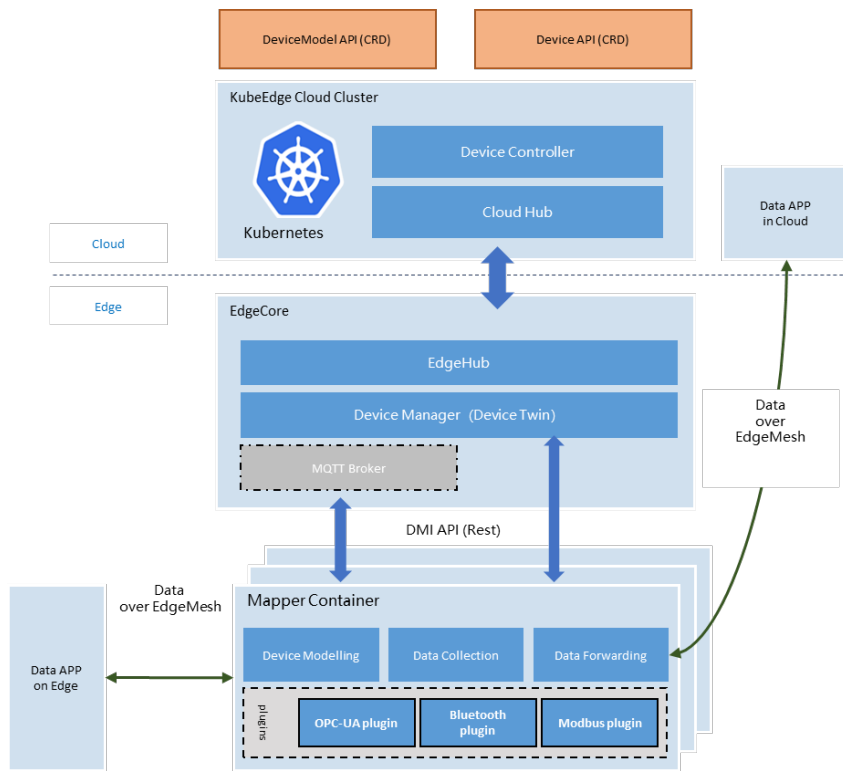 DeviceModel API (CRD)
Device API (CRD)
KubeEdge Cloud Cluster
Device Controller
Cloud Hub
Kubernetes
Data APP
in Cloud
Cloud
Edge
EdgeCore
EdgeHub
Device Manager (Device Twin)
MQTT Broker
Data
over
EdgeMesh
DMI API (Rest)
Data
over EdgeMesh
Mapper Container
Device Modelling
Data Collection
Data Forwarding
Data APP
on Edge
plugins
OPC-UA plugin
Bluetooth
plugin
Modbus plugin